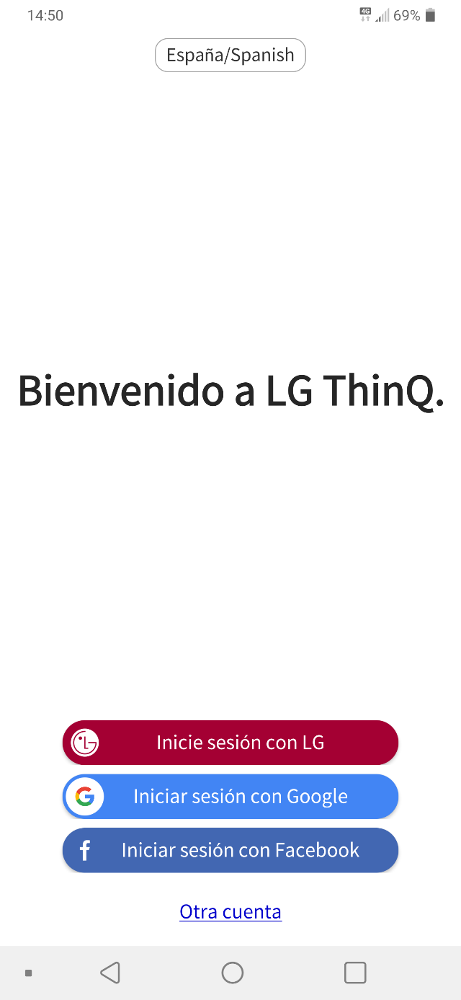 14:50
4G
69%
España/Spanish
Bienvenido a LG ThinQ.
Inicie sesión con LG
Iniciar sesión con Google
Iniciar sesión con Facebook
Otra cuenta